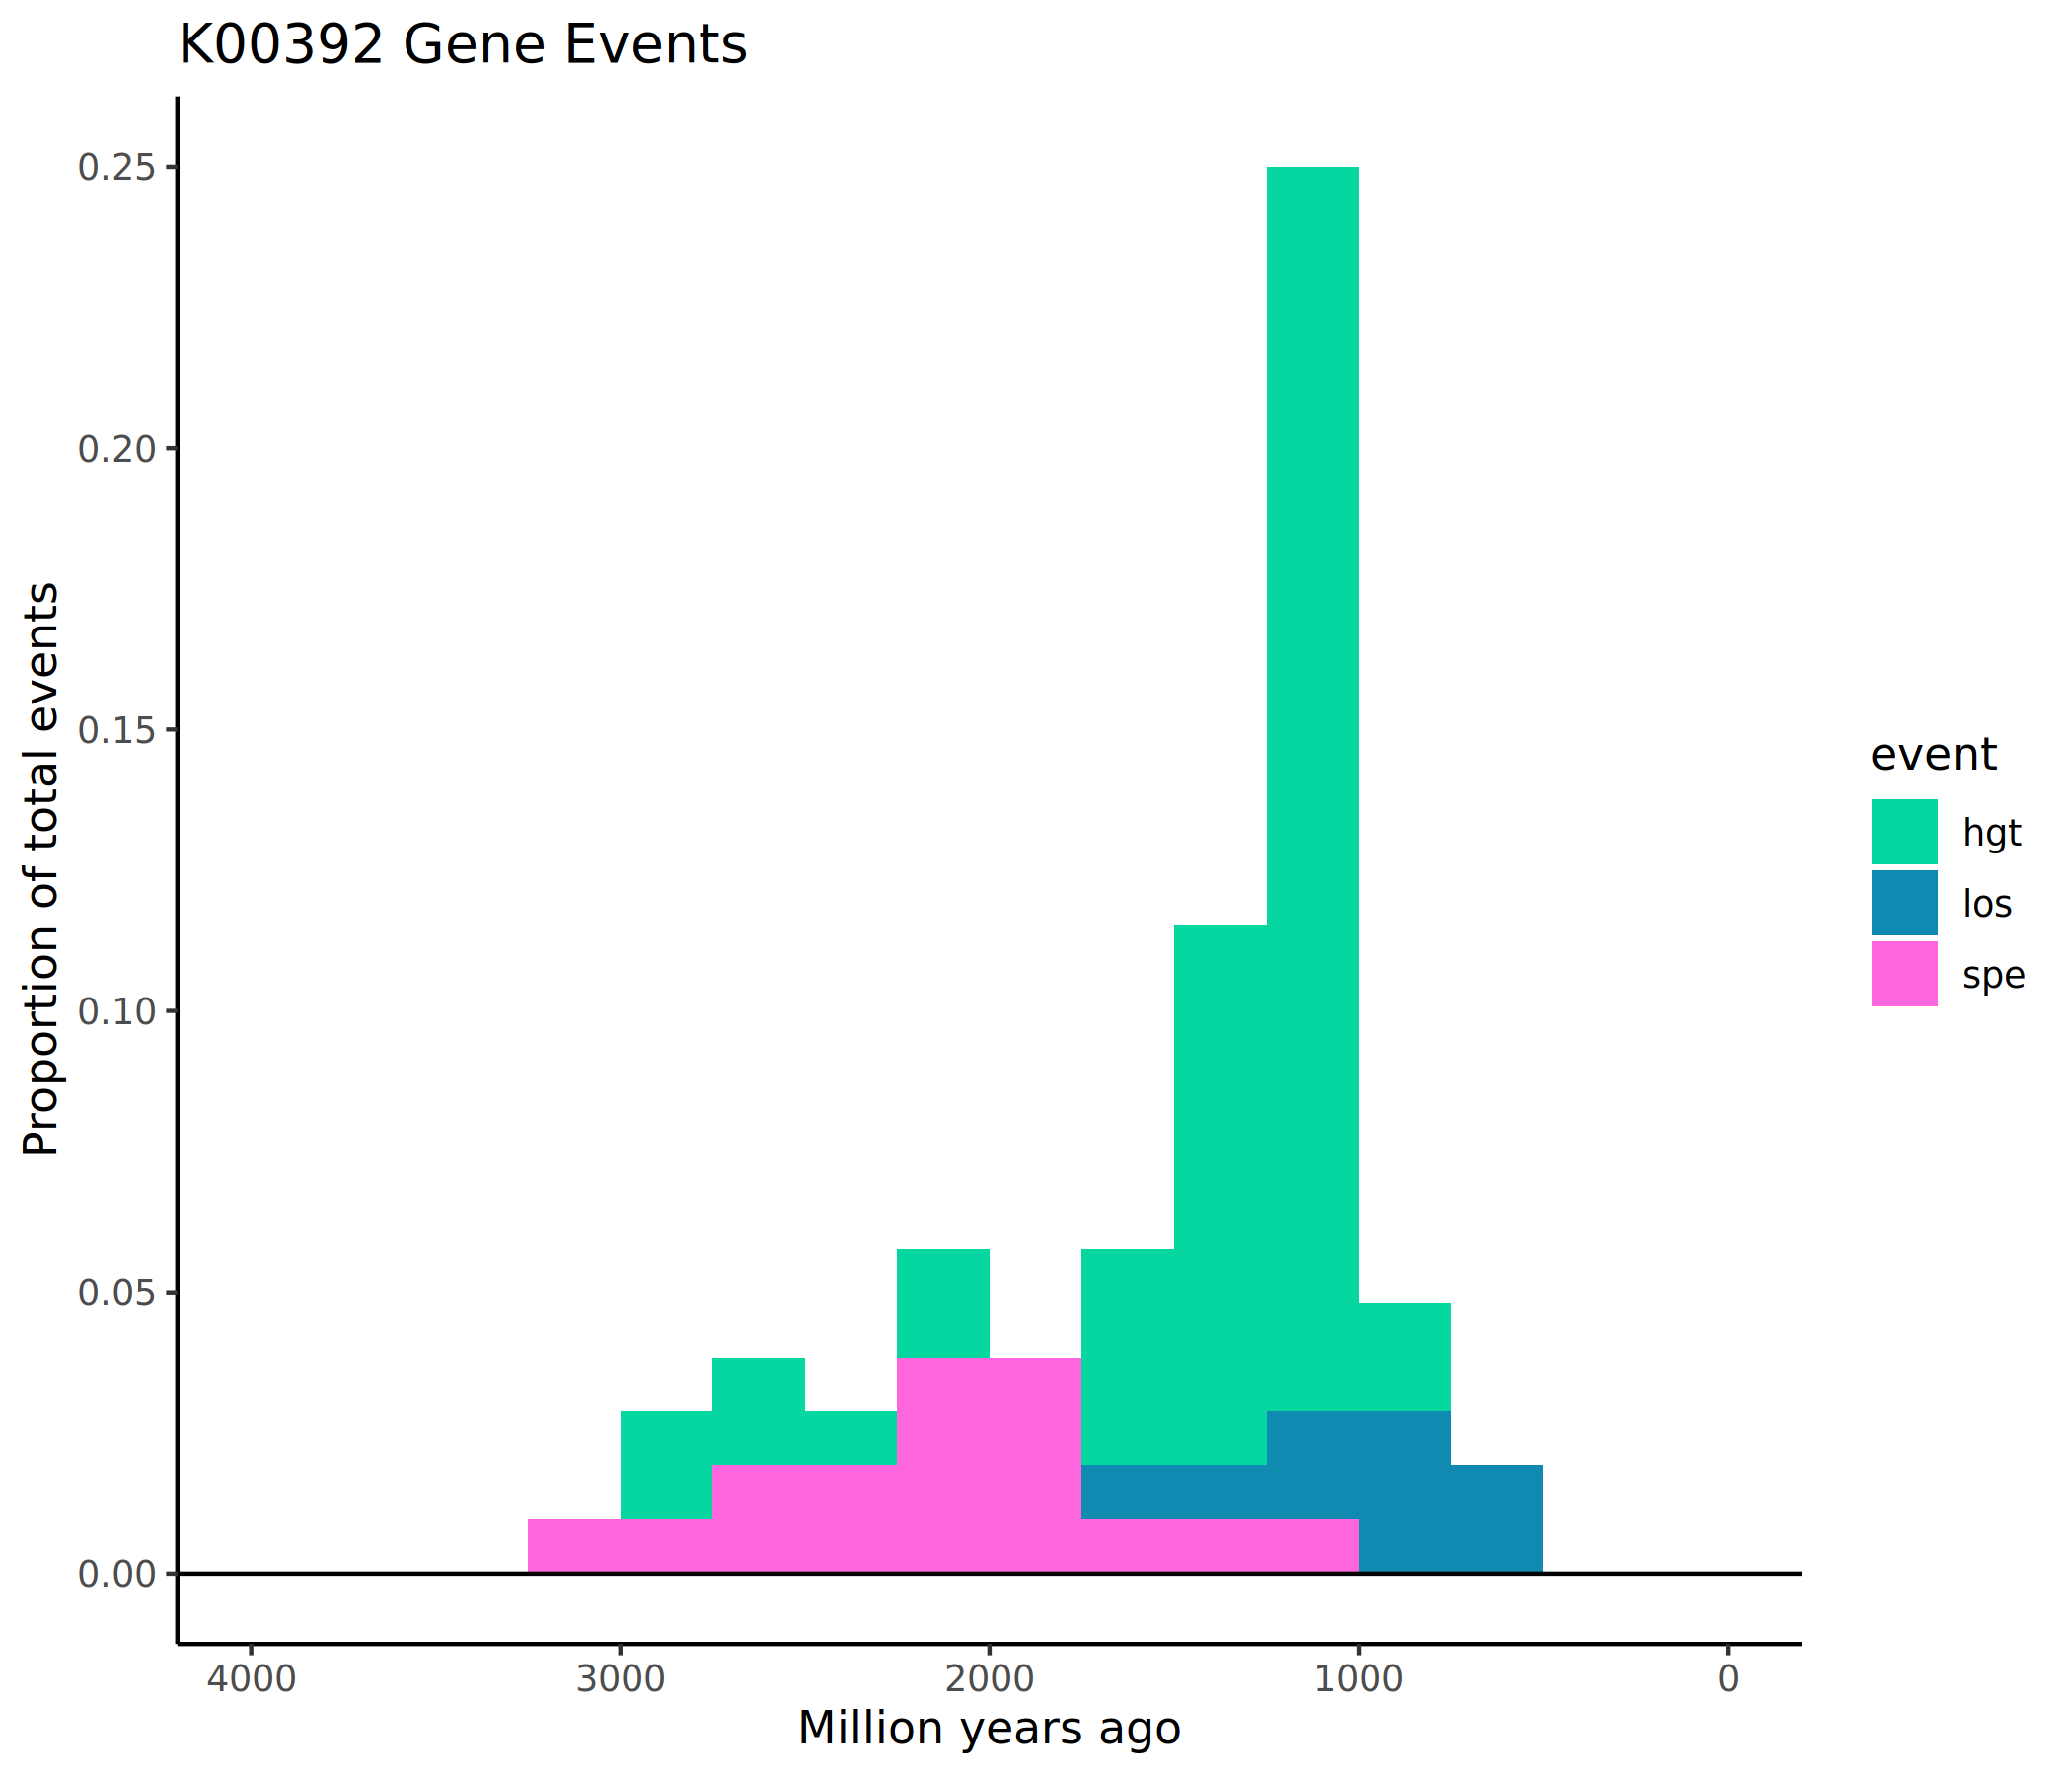 K00392 Gene Events
Proportion of total events
0.25
0.20
0.15
0.10
0.05
0.00
4000 3000 2000 1000 0
Million years ago
event
hgt
los
spe